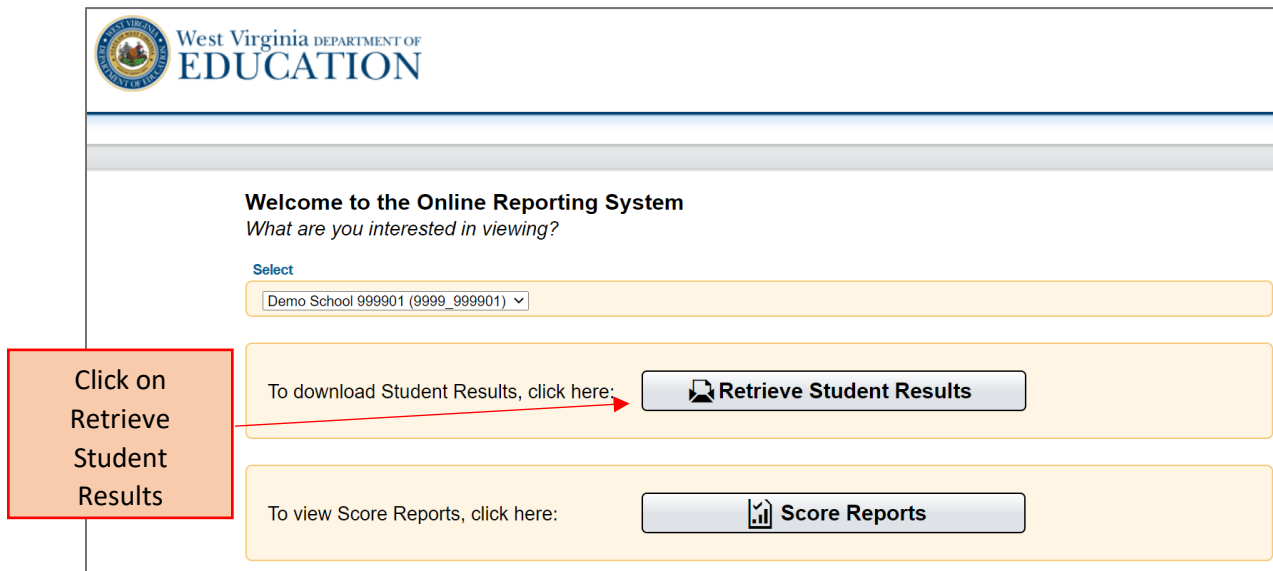 West Virginia DEPARTMENT OF
EDUCATION
Welcome to the Online Reporting System
What are you interested in viewing?
Select
Demo School 999901 (9999_999901)
Click on
Retrieve
Student
Results
To download Student Results, click here:
Retrieve Student Results
To view Score Reports, click here:
Score Reports